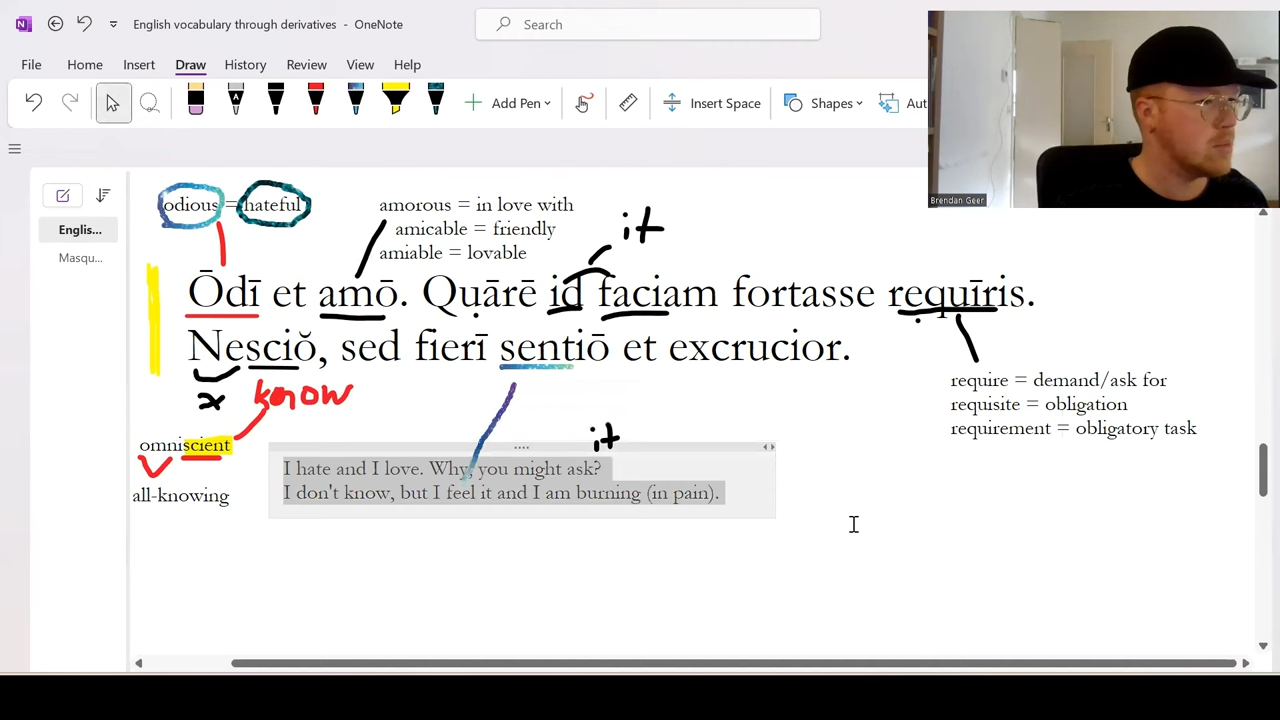 English vocabulary through derivatives - OneNote
Search
File Home Insert Draw History Review View Help
Add Pen Insert Space Shapes Aut
Brendan Geer
Englis...
Masqu...
odious = hateful
amorous = in love with
amicable = friendly
amiable = lovable
it
Ōdī et amō. Quārē id faciam fortasse requīris.
Nesciŏ, sed fierī sentiō et excrucior.
x know
require = demand/ask for
requisite = obligation
requirement = obligatory task
omniscient
all-knowing
it
I hate and I love. Why, you might ask?
I don't know, but I feel it and I am burning (in pain).